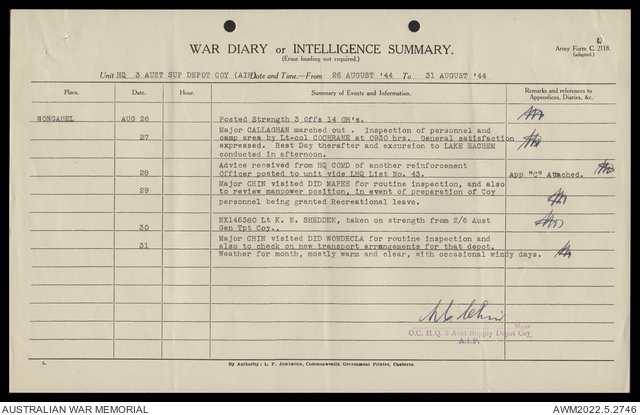 WAR DIARY or INTELLIGENCE SUMMARY.
(Erase heading not required.)
Army Form C. 2118.
(adapted.)
Unit HQ 3 AUST SUP DEPOT COY (AIF) Date and Time.—From 26 AUGUST '44 To 31 AUGUST '44
Place. Date. Hour. Summary of Events and Information. Remarks and references to
Appendices, Diaries, &c.
WONGABEL AUG 26 Posted Strength 3 Offs 14 OR's.
27 Major CALLAGHAN marched out . Inspection of personnel and
camp area by Lt-col COCHRANE at 0930 hrs. General satisfaction
expressed. Rest Day therafter and excursion to LAKE EACHEM
conducted in afternoon.
28 Advice received from HQ COMD of another reinforcement
Officer posted to unit vide LHQ List No. 43. App "C" Attached.
29 Major CHIN visited DID MAPEE for routine inspection, and also
to review manpower position, in event of preparation of Coy
personnel being granted Recreational leave.
30 NX146380 Lt K. N. SHEDDEN, taken on strength from 2/6 Aust
Gen Tpt Coy.,
31 Major CHIN visited DID WONDECLA for routine inspection and
also to check on new transport arrangements for that depot.
Weather for month, mostly warm and clear, with occasional windy days.
Major
O.C. H.Q. 3 Aust Supply Depot Coy
A.I.F.
1. By Authority: L. F. Johnston, Commonwealth Government Printer, Canberra.
AUSTRALIAN WAR MEMORIAL AWM2022.5.2746